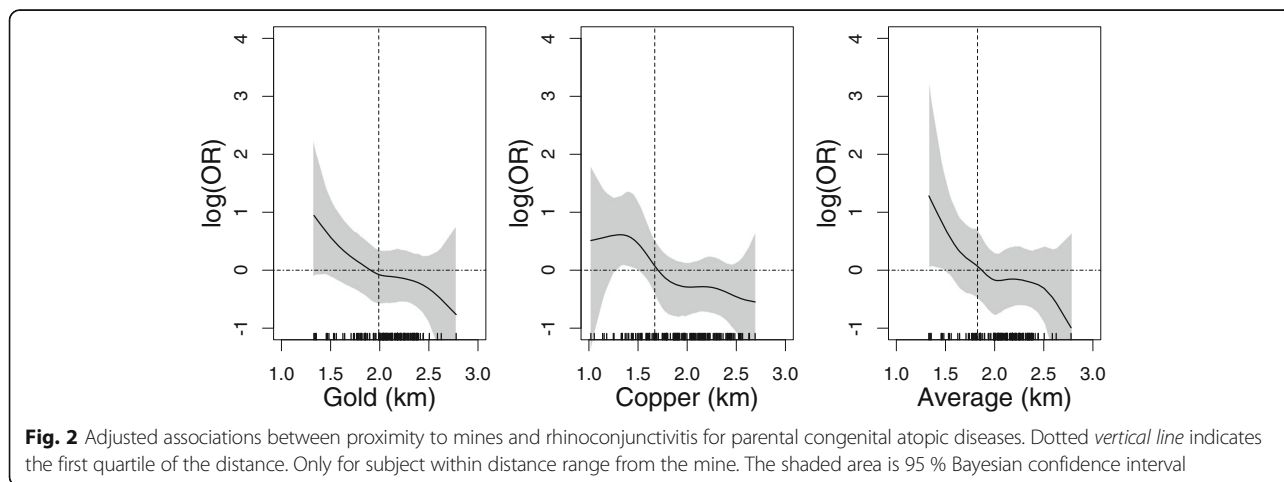 4 3 2 1 0 -1
log(OR)
1.0 1.5 2.0 2.5 3.0
Gold (km)
4 3 2 1 0 -1
log(OR)
1.0 1.5 2.0 2.5 3.0
Copper (km)
4 3 2 1 0 -1
log(OR)
1.0 1.5 2.0 2.5 3.0
Average (km)
Fig. 2 Adjusted associations between proximity to mines and rhinoconjunctivitis for parental congenital atopic diseases. Dotted vertical line indicates
the first quartile of the distance. Only for subject within distance range from the mine. The shaded area is 95 % Bayesian confidence interval